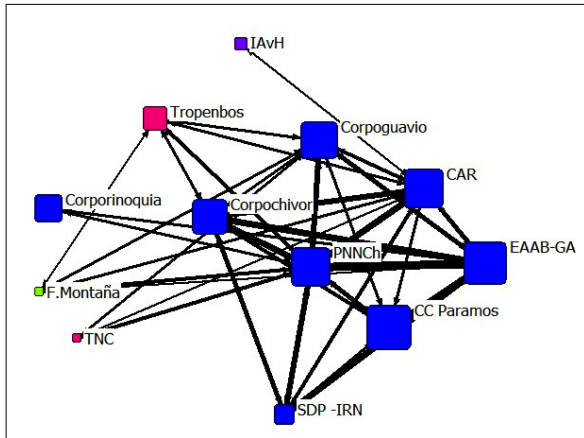 IAvH
Tropenbos
Corpoguavio
CAR
Corporinoquia
Corpochivor
EAAB-GA
PNNCh
F.Montaña
CC Paramos
TNC
SDP -IRN